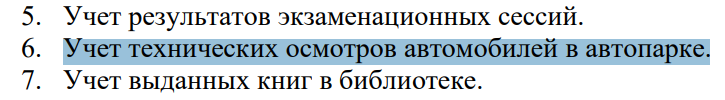 5. Учет результатов экзаменационных сессий.
6. Учет технических осмотров автомобилей в автопарке.
7. Учет выданных книг в библиотеке.